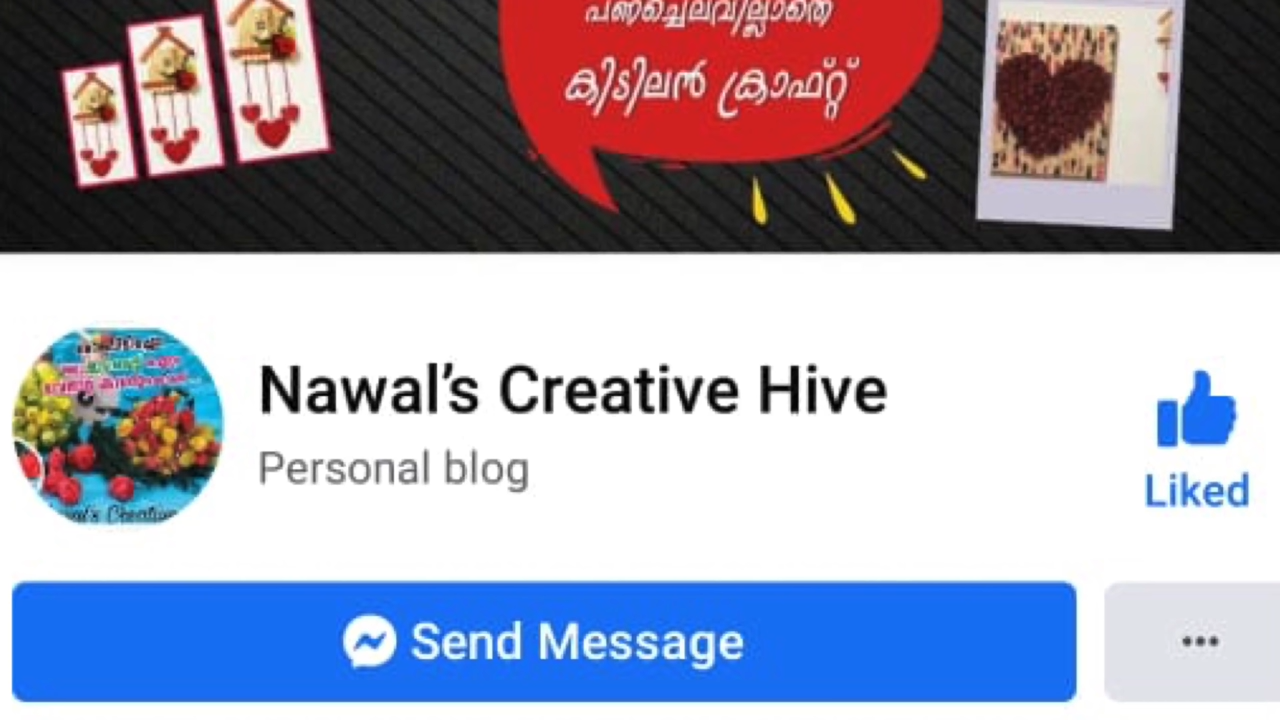 പണച്ചെലവില്ലാതെ
കിടിലൻ ക്രാഫ്റ്റ്
Nawal’s Creative Hive
Personal blog
Liked
Send Message